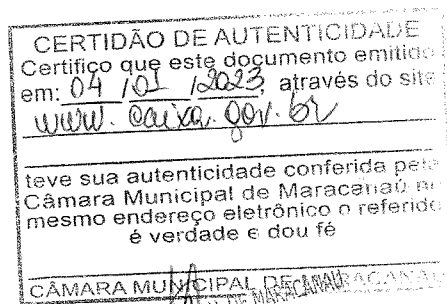 CERTIDÃO DE AUTENTICIDADE
Certifico que este documento emitido
em: 04 /01 /2023, através do site
www.caixa.gov.br
teve sua autenticidade conferida pela
Câmara Municipal de Maracanaú no
mesmo endereço eletrônico o referido
é verdade e dou fé
CÂMARA MUNICIPAL DE MARACANAÚ
DE MARACANAÚ